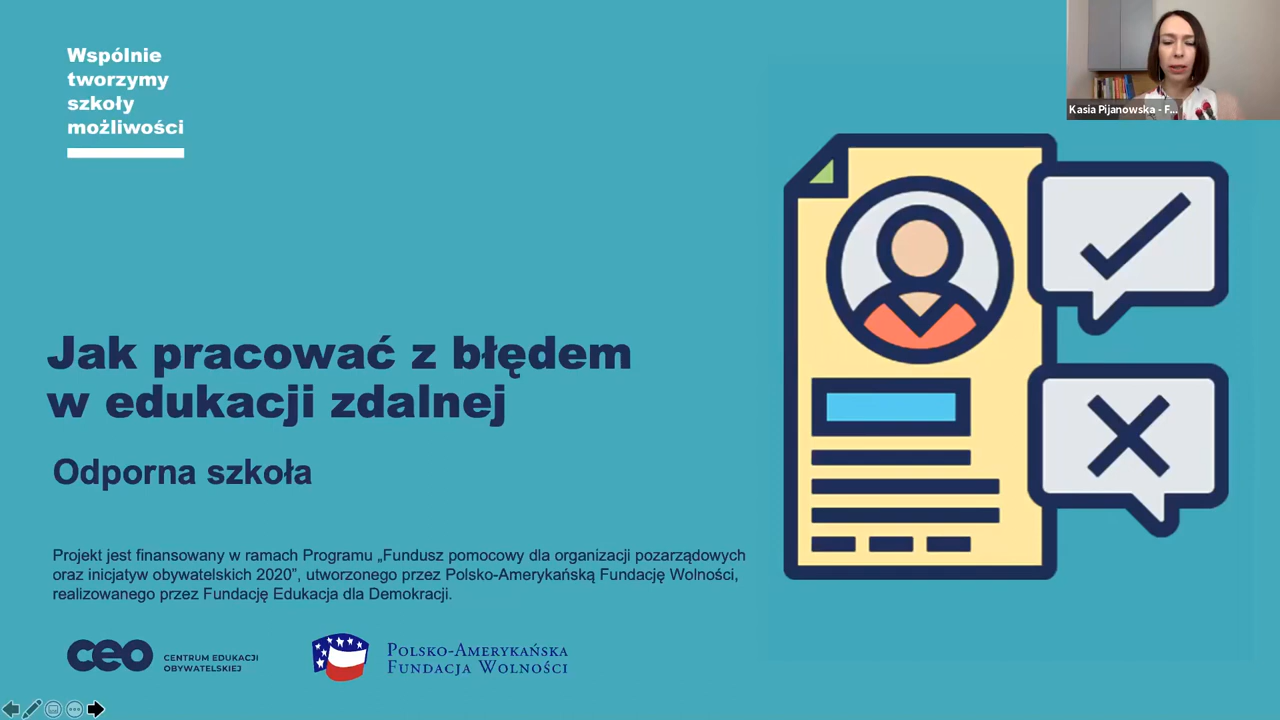 Wspólnie
tworzymy
szkoły
możliwości
Kasia Pijanowska - F...
Jak pracować z błędem
w edukacji zdalnej
Odporna szkoła
Projekt jest finansowany w ramach Programu „Fundusz pomocowy dla organizacji pozarządowych
oraz inicjatyw obywatelskich 2020”, utworzonego przez Polsko-Amerykańską Fundację Wolności,
realizowanego przez Fundację Edukacja dla Demokracji.
ceo
CENTRUM EDUKACJI
OBYWATELSKIEJ
POLSKO-AMERYKAŃSKA
FUNDACJA WOLNOŚCI